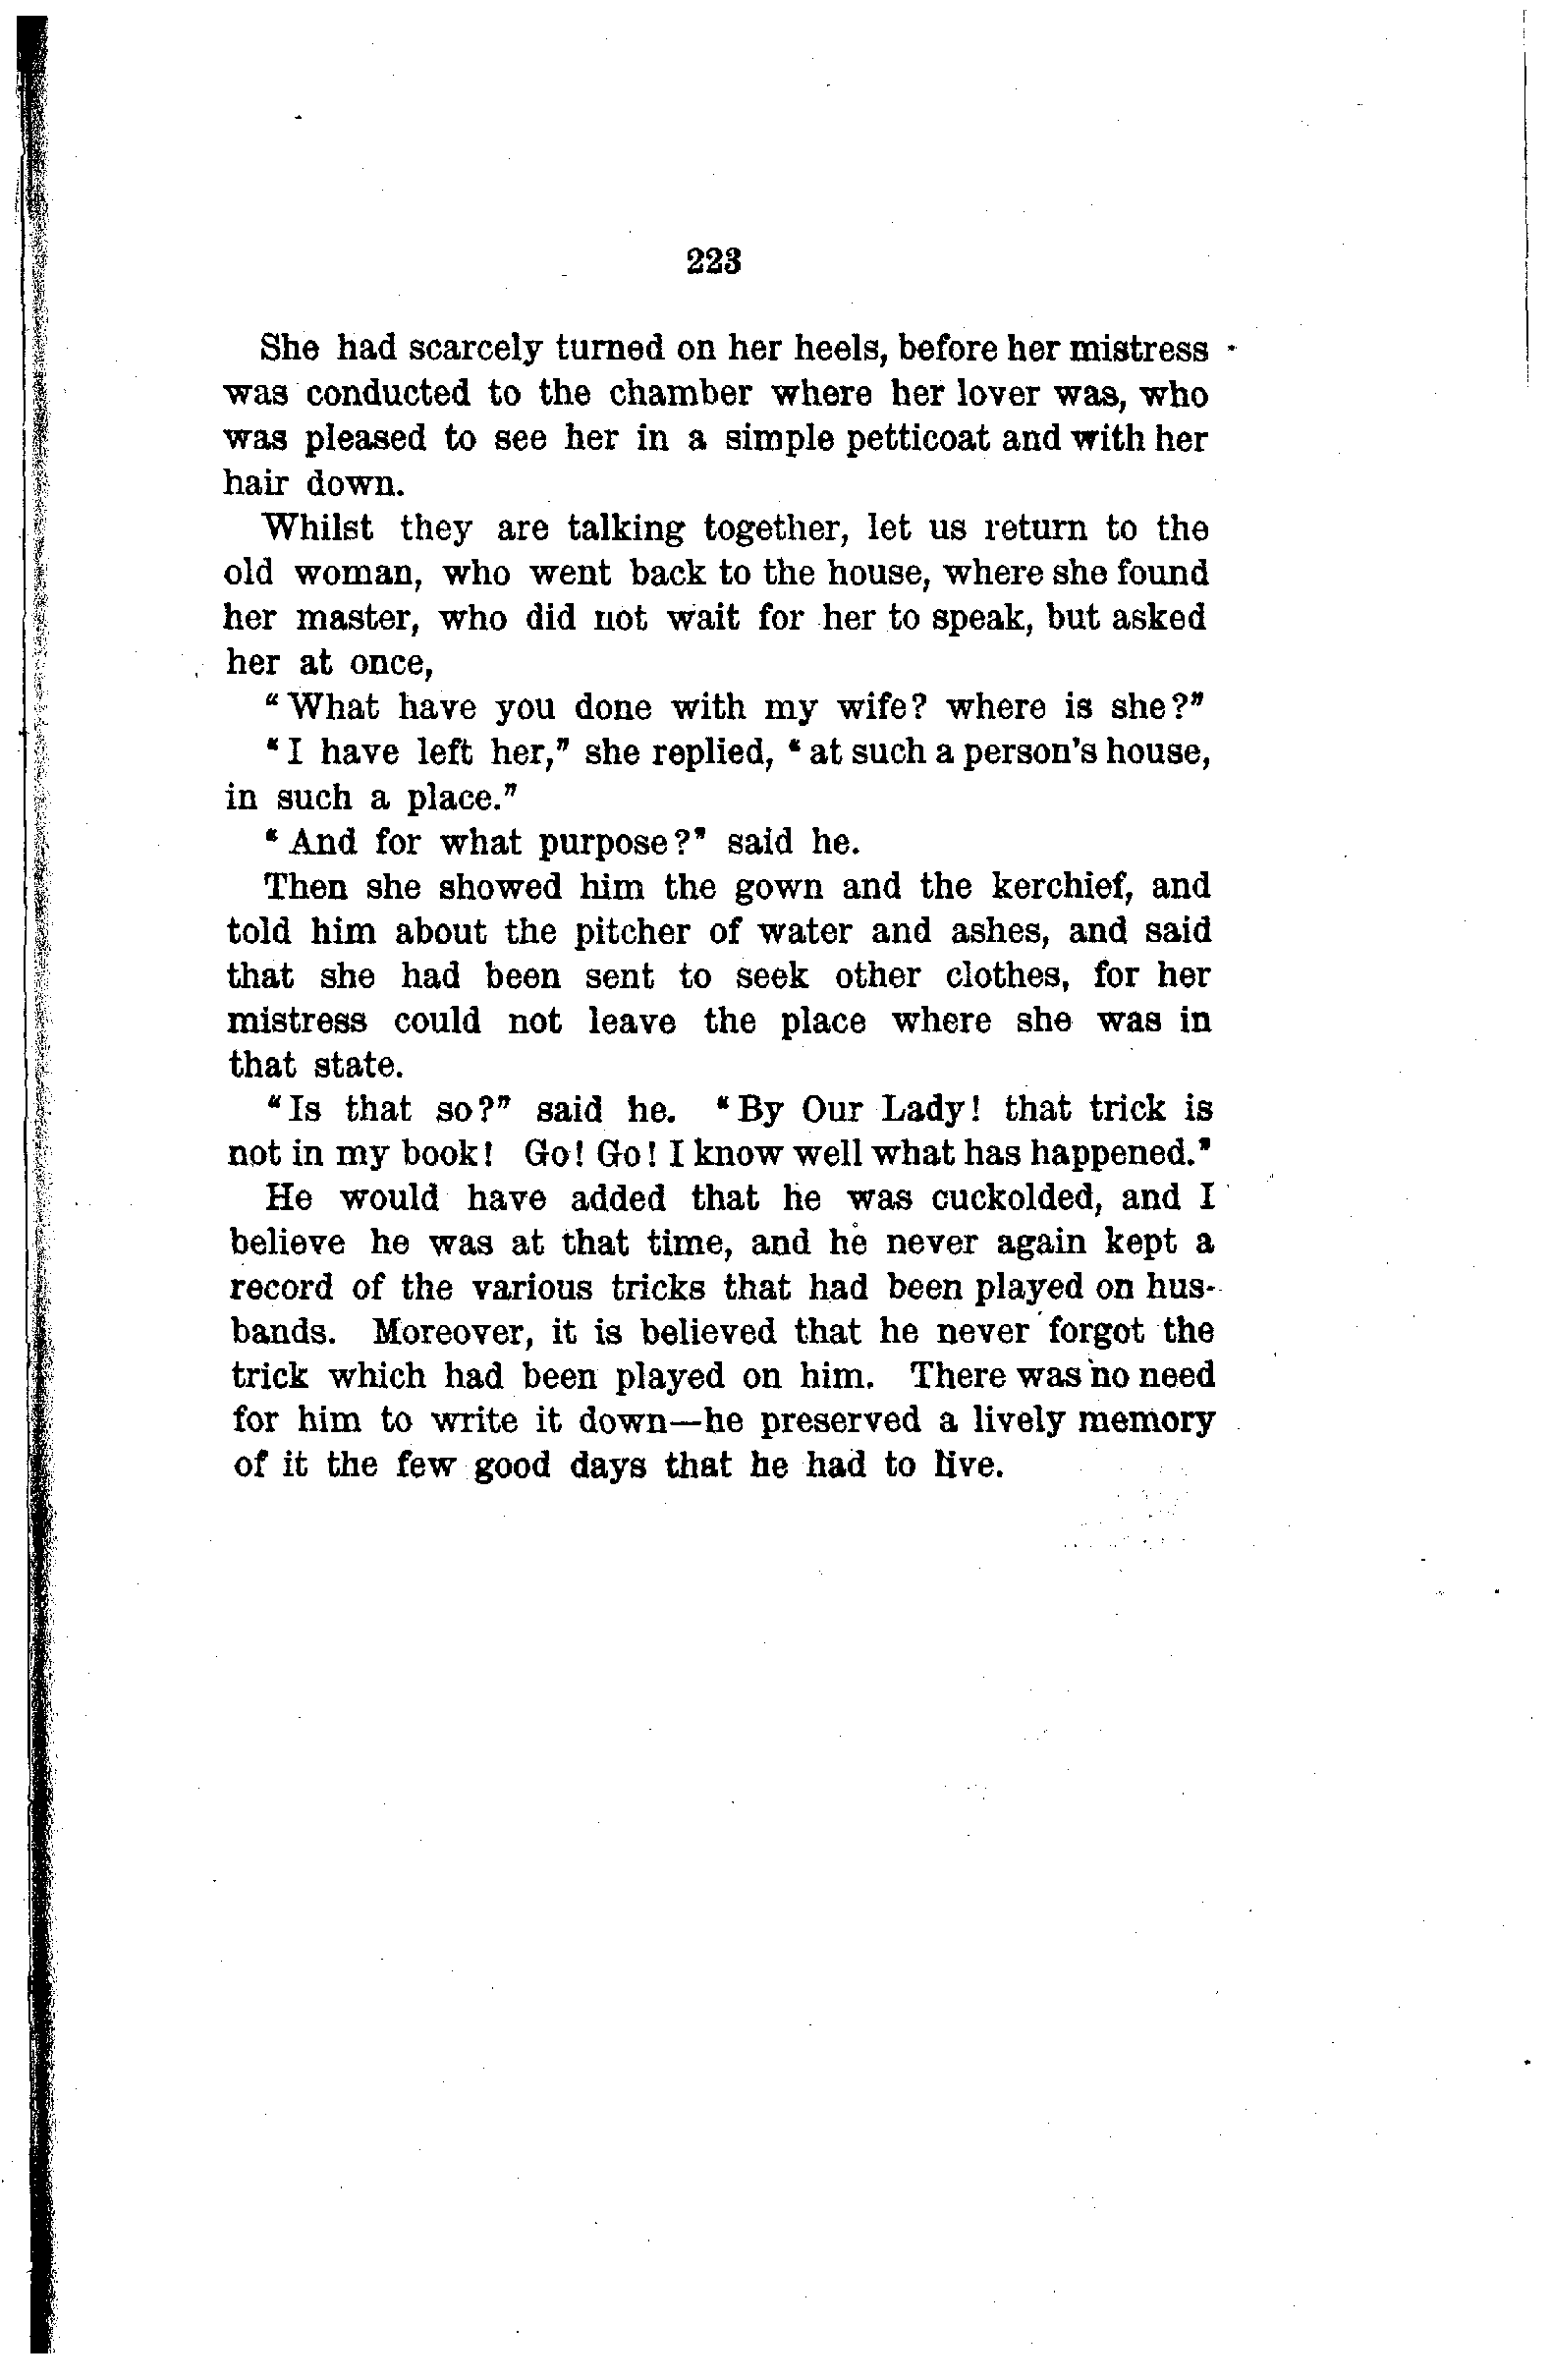 223
She had scarcely turned on her heels, before her mistress
was conducted to the chamber where her lover was, who
was pleased to see her in a simple petticoat and with her
hair down.
Whilst they are talking together, let us return to the
old woman, who went back to the house, where she found
her master, who did not wait for her to speak, but asked
her at once,
“What have you done with my wife? where is she?”
“I have left her,” she replied, “at such a person's house,
in such a place.”
“And for what purpose?” said he.
Then she showed him the gown and the kerchief, and
told him about the pitcher of water and ashes, and said
that she had been sent to seek other clothes, for her
mistress could not leave the place where she was in
that state.
“Is that so?” said he. “By Our Lady! that trick is
not in my book! Go! Go! I know well what has happened.”
He would have added that he was cuckolded, and I
believe he was at that time, and he never again kept a
record of the various tricks that had been played on hus-
bands. Moreover, it is believed that he never forgot the
trick which had been played on him. There was no need
for him to write it down—he preserved a lively memory
of it the few good days that he had to live.